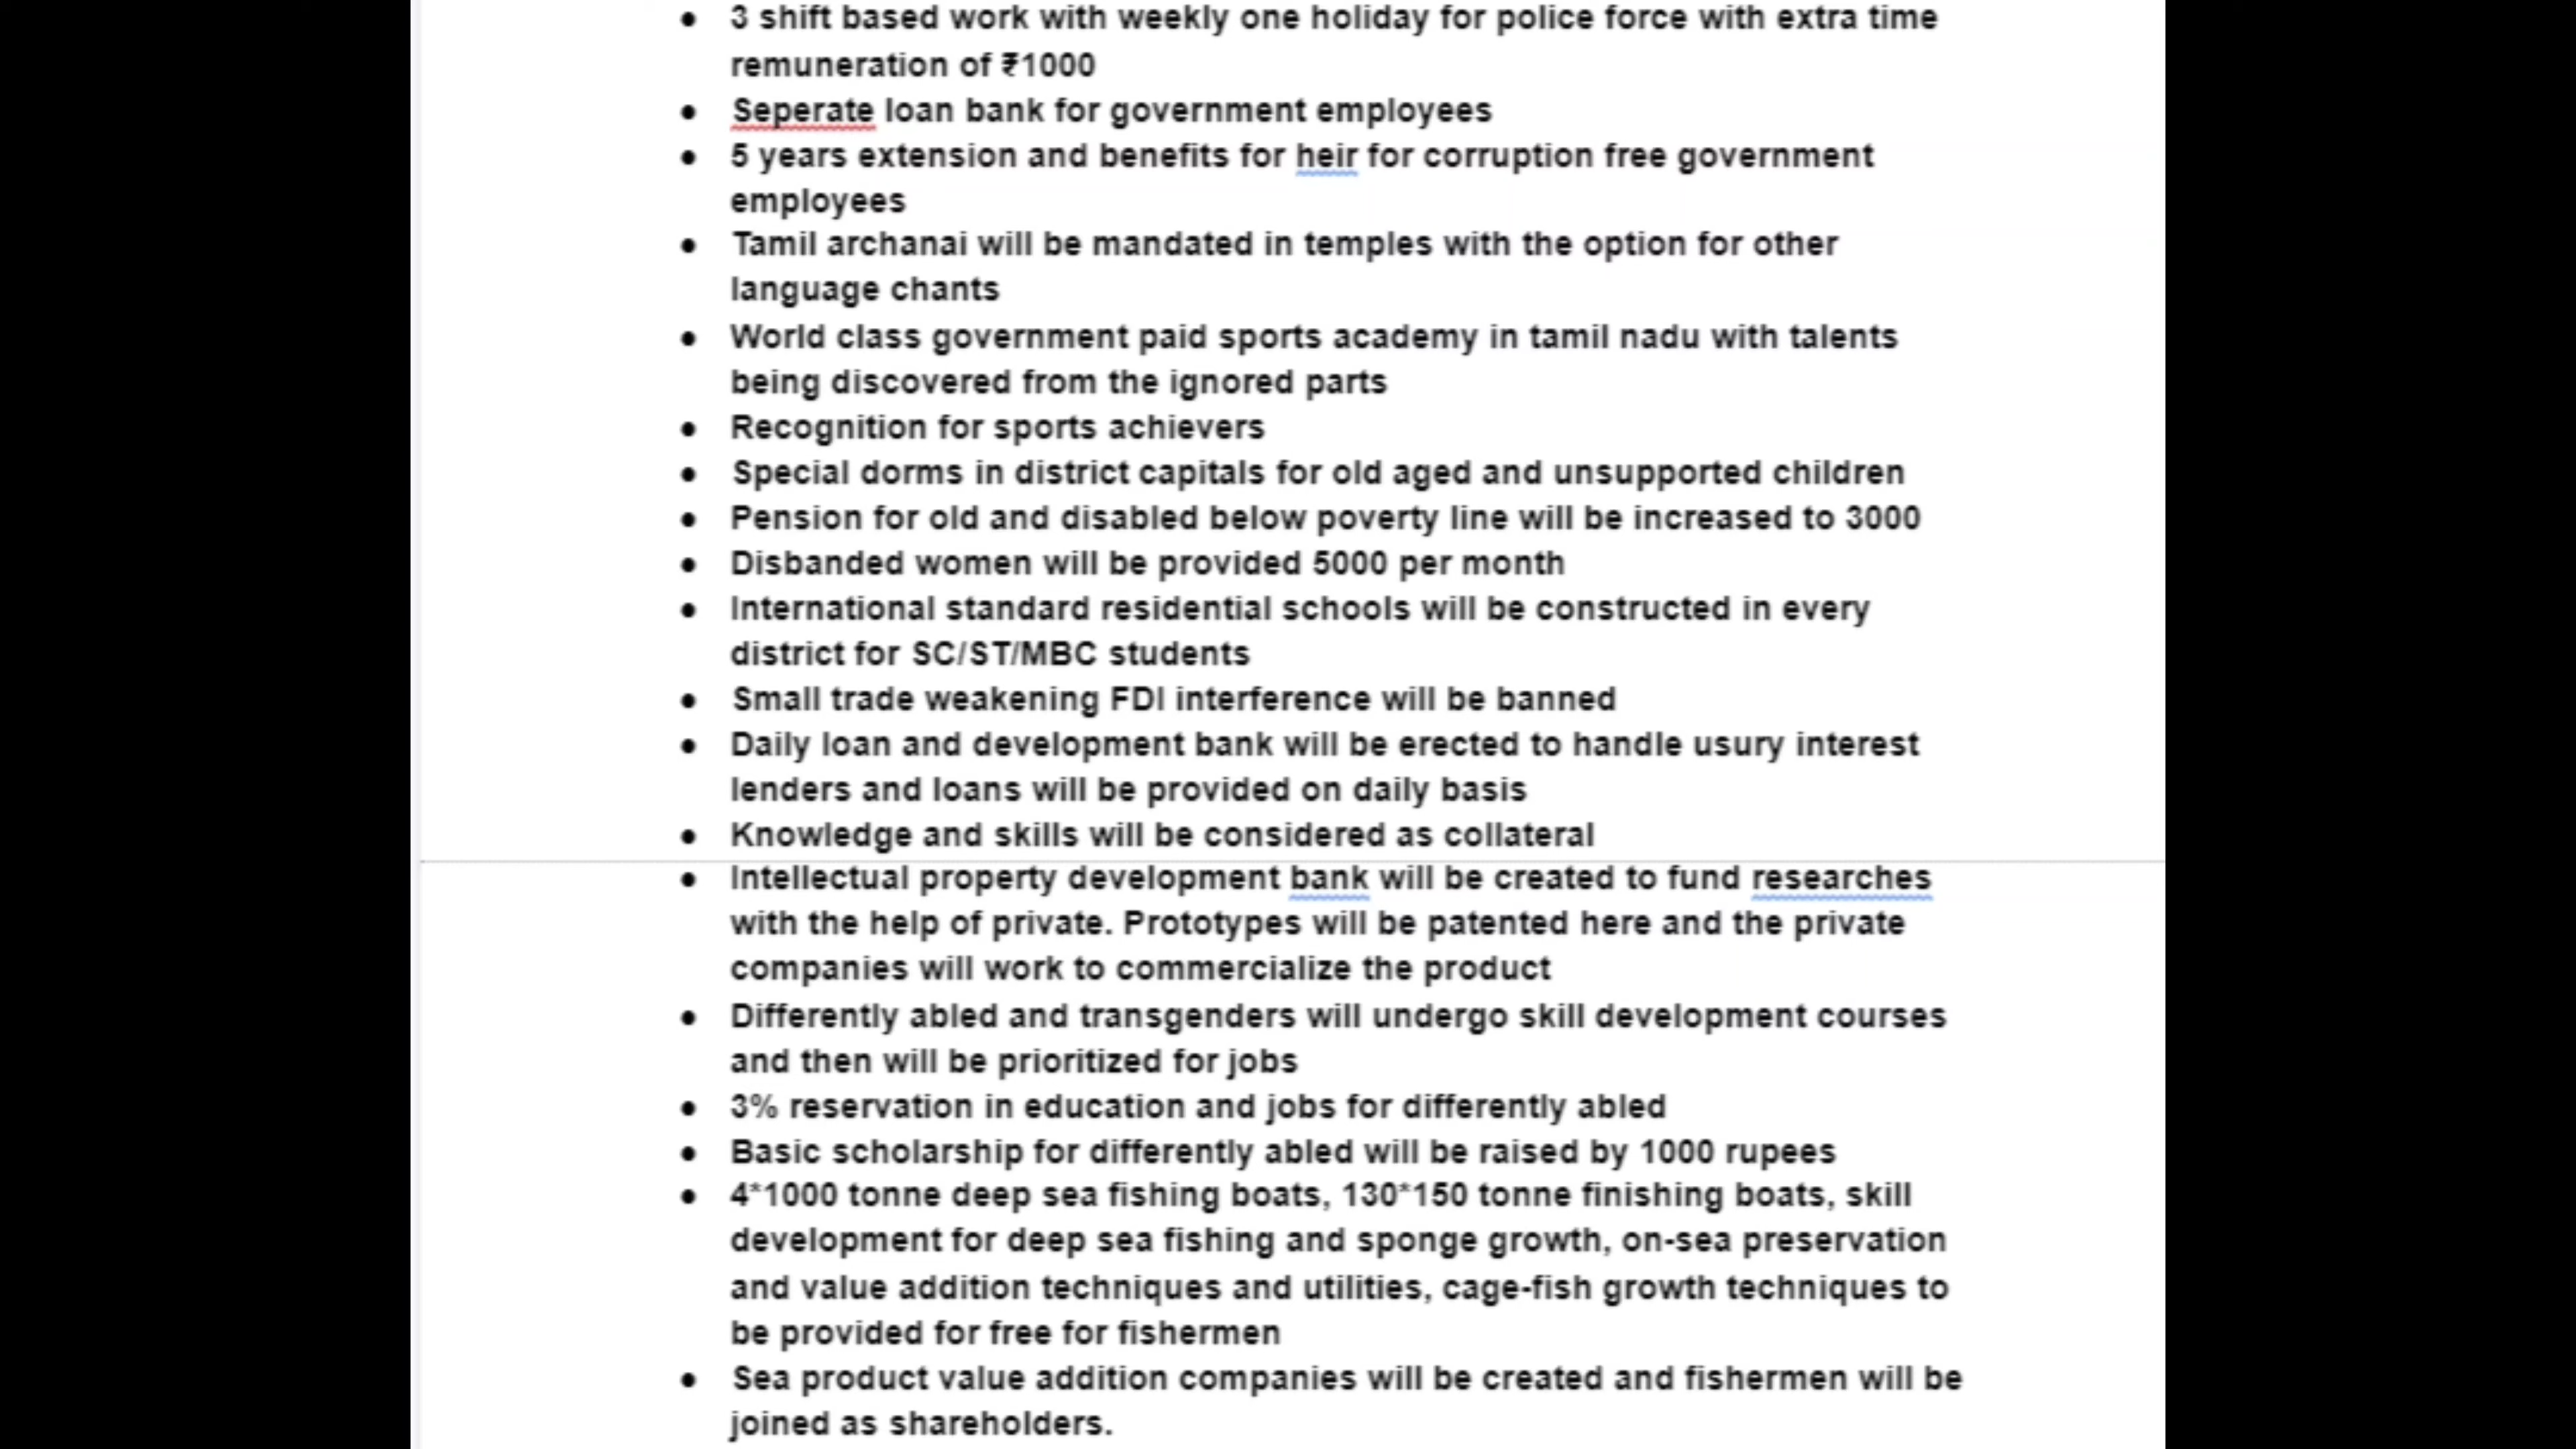 ● 3 shift based work with weekly one holiday for police force with extra time
remuneration of ₹1000
● Seperate loan bank for government employees
● 5 years extension and benefits for heir for corruption free government
employees
● Tamil archanai will be mandated in temples with the option for other
language chants
● World class government paid sports academy in tamil nadu with talents
being discovered from the ignored parts
● Recognition for sports achievers
● Special dorms in district capitals for old aged and unsupported children
● Pension for old and disabled below poverty line will be increased to 3000
● Disbanded women will be provided 5000 per month
● International standard residential schools will be constructed in every
district for SC/ST/MBC students
● Small trade weakening FDI interference will be banned
● Daily loan and development bank will be erected to handle usury interest
lenders and loans will be provided on daily basis
● Knowledge and skills will be considered as collateral
● Intellectual property development bank will be created to fund researches
with the help of private. Prototypes will be patented here and the private
companies will work to commercialize the product
● Differently abled and transgenders will undergo skill development courses
and then will be prioritized for jobs
● 3% reservation in education and jobs for differently abled
● Basic scholarship for differently abled will be raised by 1000 rupees
● 4*1000 tonne deep sea fishing boats, 130*150 tonne finishing boats, skill
development for deep sea fishing and sponge growth, on-sea preservation
and value addition techniques and utilities, cage-fish growth techniques to
be provided for free for fishermen
● Sea product value addition companies will be created and fishermen will be
joined as shareholders.